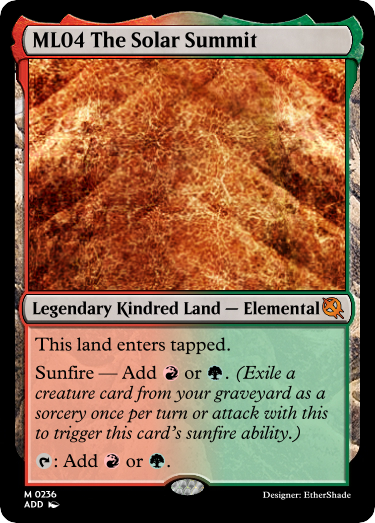 ML04 The Solar Summit
Legendary Kindred Land — Elemental
This land enters tapped.
Sunfire — Add or . (Exile a
creature card from your graveyard as a
sorcery once per turn or attack with this
to trigger this card's sunfire ability.)
: Add or .
M 0236
ADD
Designer: EtherShade